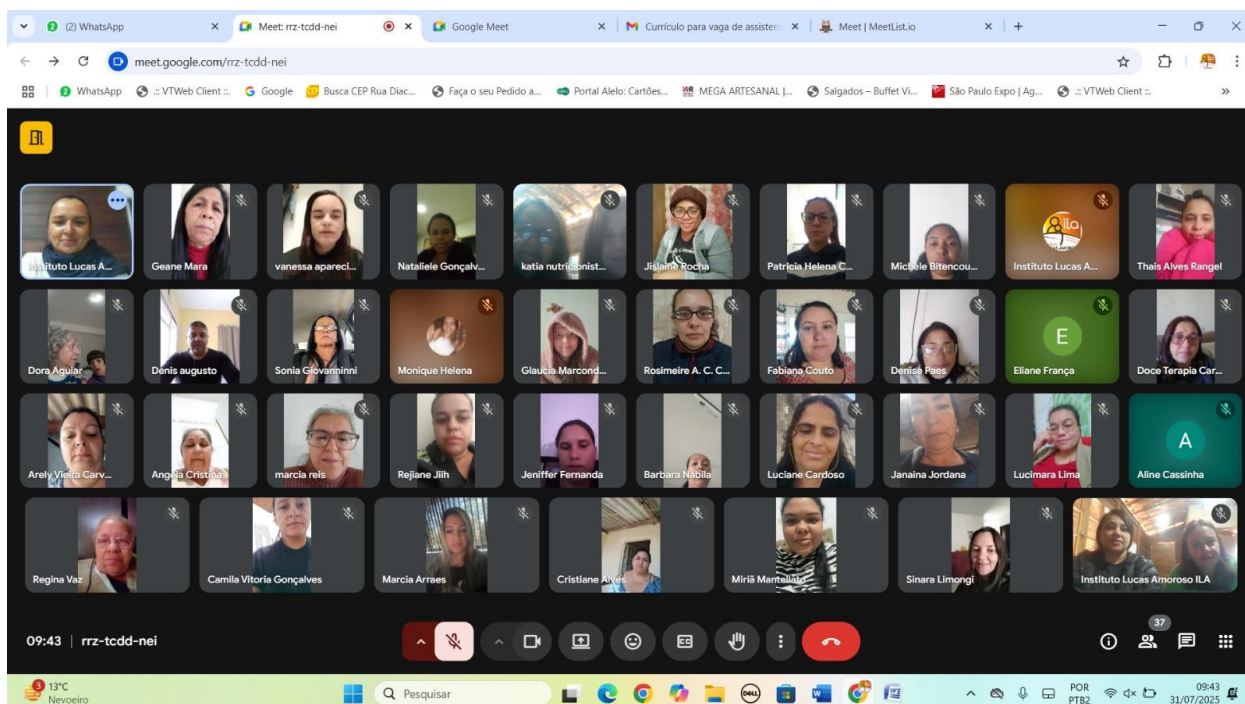 (2) WhatsApp
Meet: rrz-tcdd-nei
Google Meet
Currículo para vaga de assisten
Meet | MeetList.io
meet.google.com/rrz-tcdd-nei
WhatsApp
.:: VTWeb Client ::.
Google
Busca CEP Rua Diac...
Faça o seu Pedido a...
Portal Alelo: Cartões...
MEGA ARTESANAL |...
Salgados – Buffet Vi...
São Paulo Expo | Ag...
.:: VTWeb Client ::.
Instituto Lucas A...
Geane Mara
vanessa apareci...
Nataliele Gonçalv...
katia nutricionist...
Jislaine Rocha
Patricia Helena C...
Michele Bitencou...
ila
Instituto Lucas A...
Thais Alves Rangel
Dora Aguiar
Denis augusto
Sonia Giovanninni
Monique Helena
Glaucia Marcond...
Rosimeire A. C. C...
Fabiana Couto
Denise Paes
E
Eliane França
Doce Terapia Car...
Arely Vieira Carv...
Angela Cristina
marcia reis
Rejiane Jiih
Jeniffer Fernanda
Barbara Nabila
Luciane Cardoso
Janaina Jordana
Lucimara Lima
A
Aline Cassinha
Regina Vaz
Camila Vitoria Gonçalves
Marcia Arraes
Cristiane Alves
Miriã Mantellato
Sinara Limongi
Instituto Lucas Amoroso ILA
09:43 | rrz-tcdd-nei
37
3
13°C
Nevoeiro
Pesquisar
DELL
POR
PTB2
09:43
31/07/2025